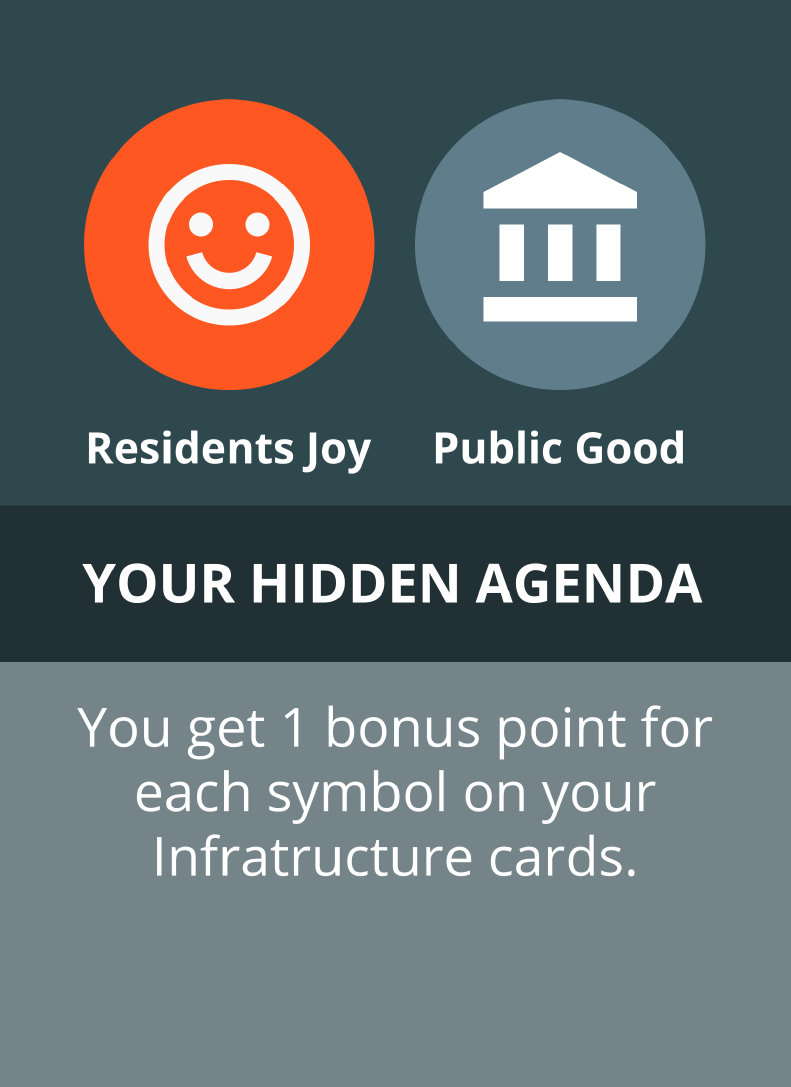 Residents Joy Public Good
YOUR HIDDEN AGENDA
You get 1 bonus point for
each symbol on your
Infratructure cards.